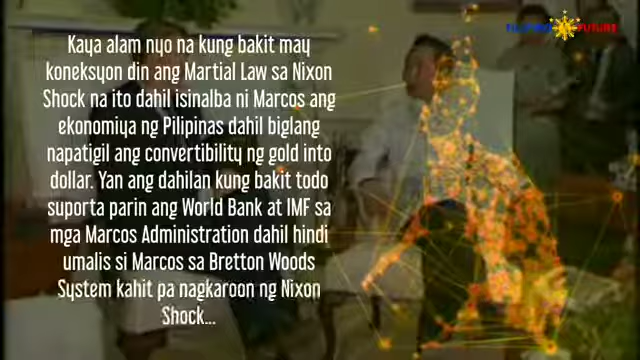 FILIPINO FUTURE
Kaya alam nyo na kung bakit may
koneksyon din ang Martial Law sa Nixon
Shock na ito dahil isinalba ni Marcos ang
ekonomiya ng Pilipinas dahil biglang
napatigil ang convertibility ng gold into
dollar. Yan ang dahilan kung bakit todo
suporta parin ang World Bank at IMF sa
mga Marcos Administration dahil hindi
umalis si Marcos sa Bretton Woods
System kahit pa nagkaroon ng Nixon
Shock...